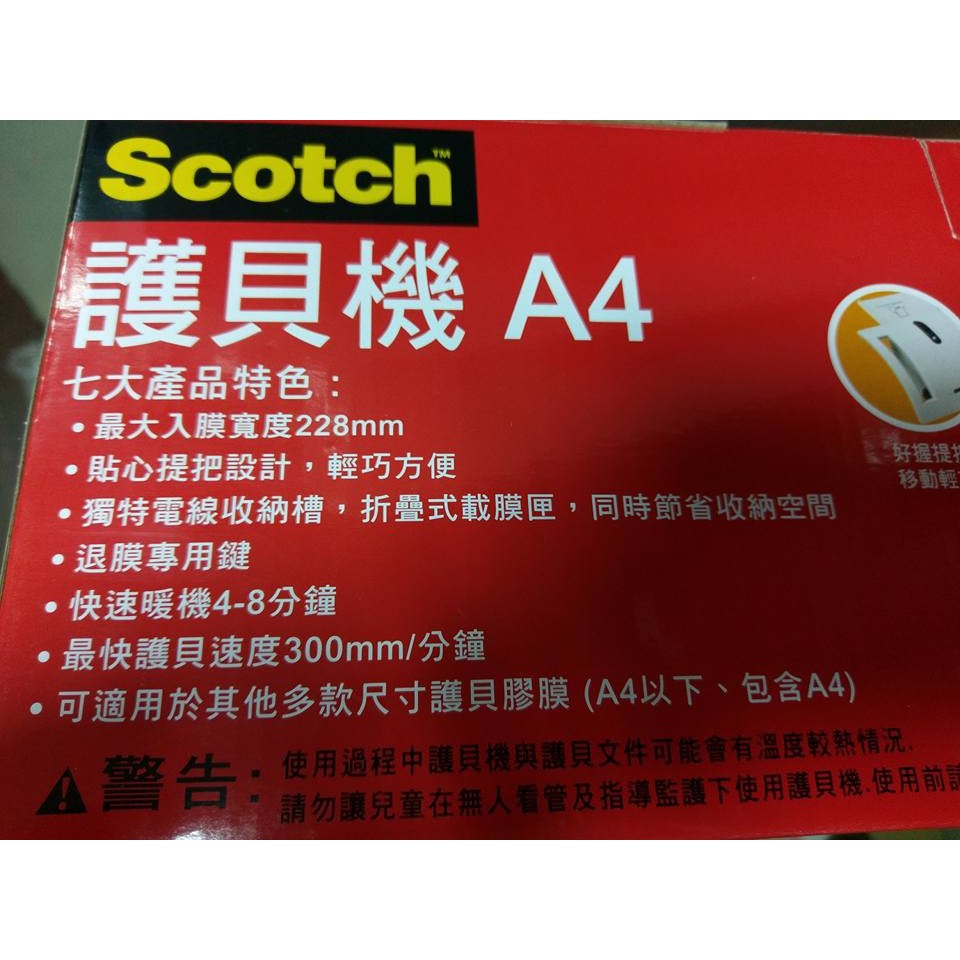 Scotch™
護貝機 A4
七大產品特色：
• 最大入膜寬度228mm
• 貼心提把設計，輕巧方便
• 獨特電線收納槽，折疊式載膜匣，同時節省收納空間
• 退膜專用鍵
• 快速暖機4-8分鐘
• 最快護貝速度300mm/分鐘
• 可適用於其他多款尺寸護貝膠膜 (A4以下、包含A4)
好握提
移動輕
警告：使用過程中護貝機與護貝文件可能會有溫度較熱情況.
請勿讓兒童在無人看管及指導監護下使用護貝機.使用前